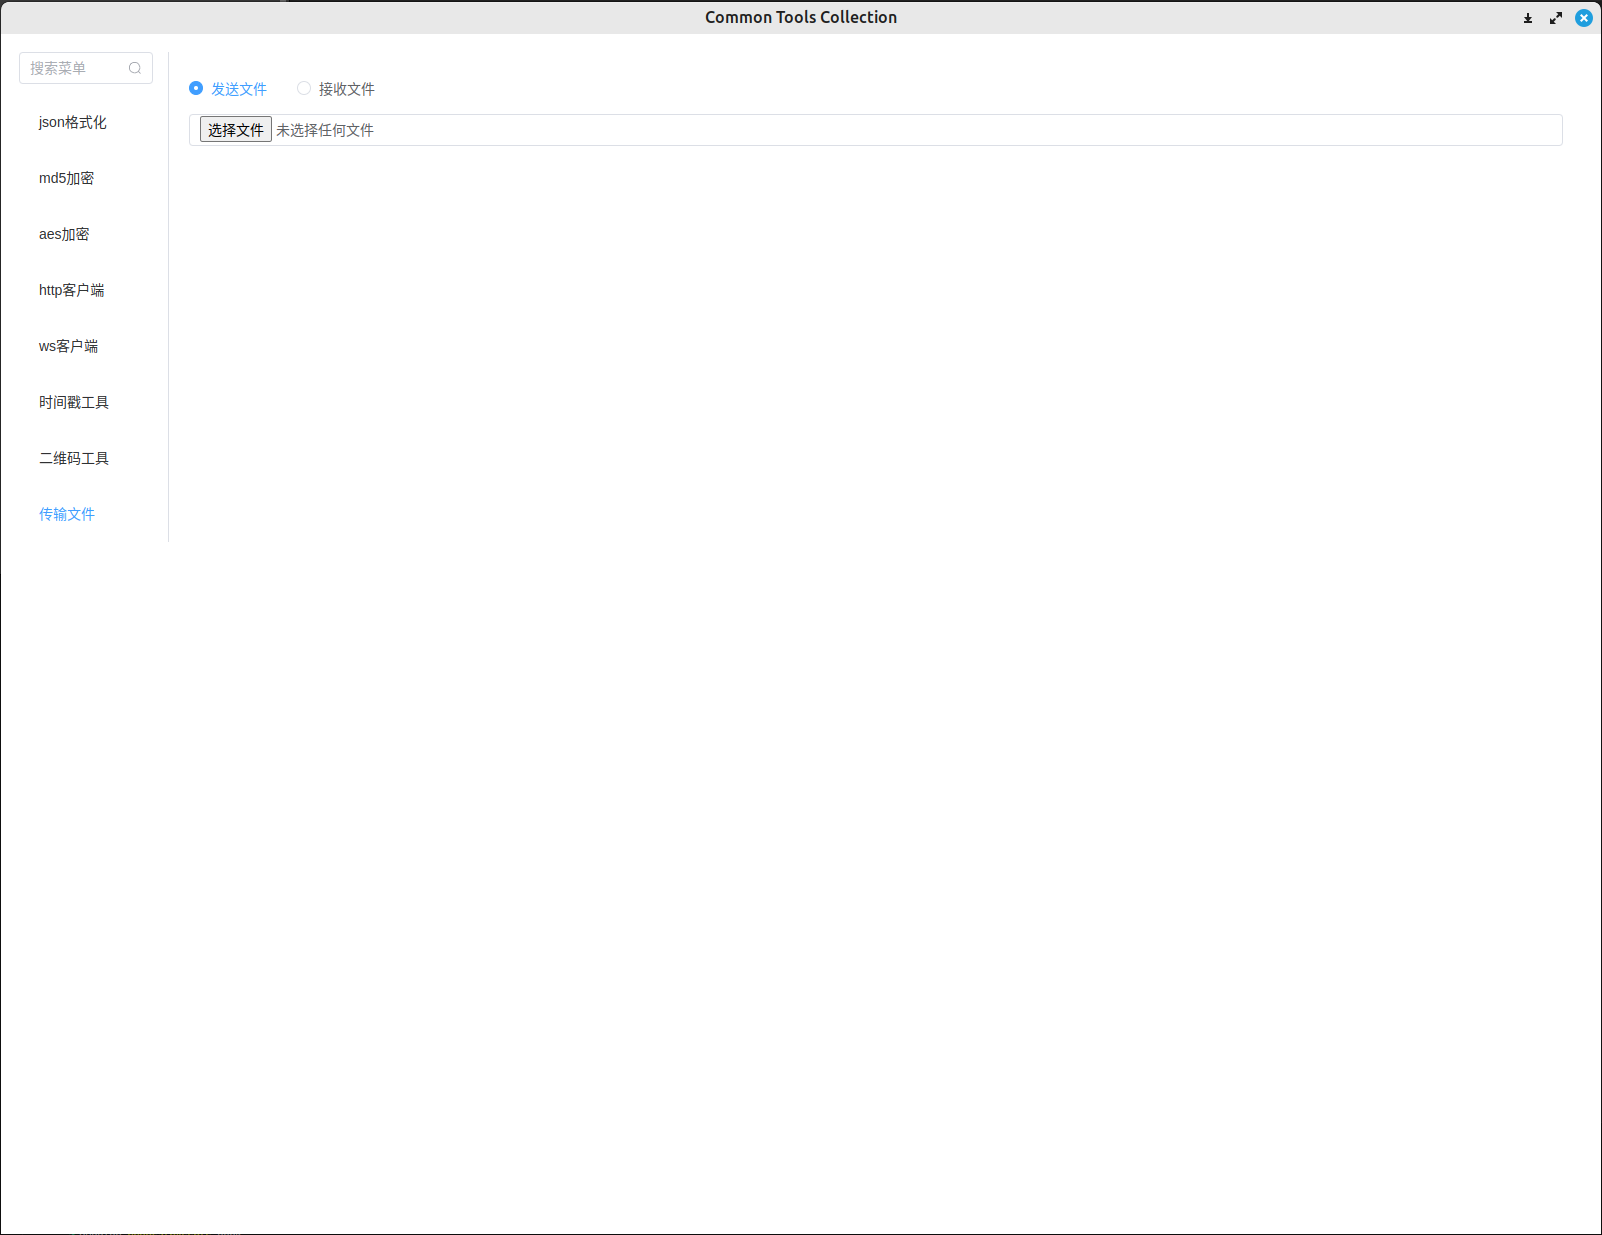 Common Tools Collection
搜索菜单
json格式化
md5加密
aes加密
http客户端
ws客户端
时间戳工具
二维码工具
传输文件
发送文件 接收文件
选择文件 未选择任何文件